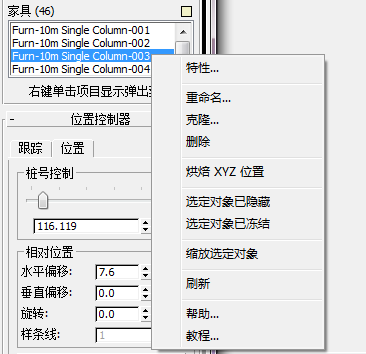 家具 (46)
Furn-10m Single Column-001
Furn-10m Single Column-002
Furn-10m Single Column-003
Furn-10m Single Column-004
右键单击项目显示弹出
- 位置控制器
跟踪 位置
桩号控制
116.119
相对位置
水平偏移: 7.6
垂直偏移: 0.0
旋转: 0.0
样条线: 1
特性...
重命名...
克隆...
删除
烘焙 XYZ 位置
选定对象已隐藏
选定对象已冻结
缩放选定对象
刷新
帮助...
教程...